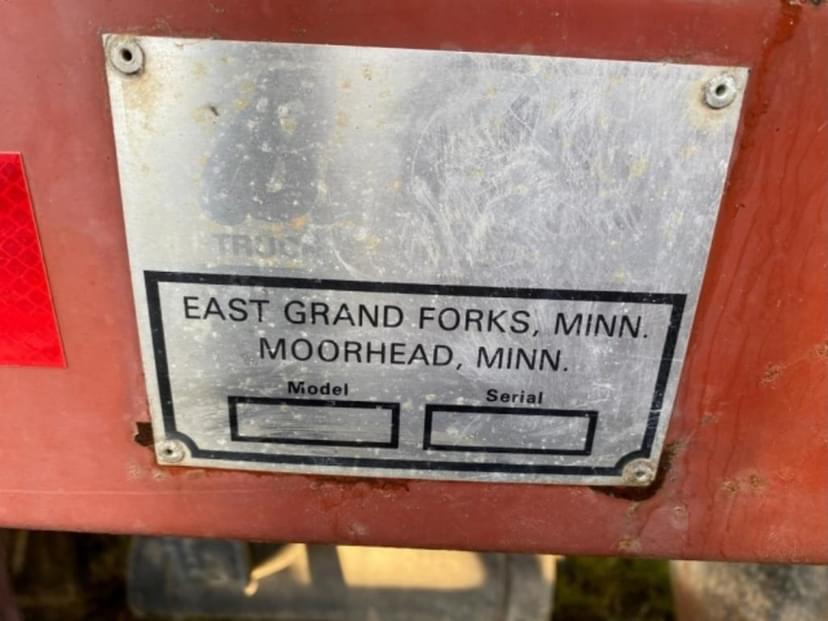 EAST GRAND FORKS, MINN.
MOORHEAD, MINN.
Model
Serial